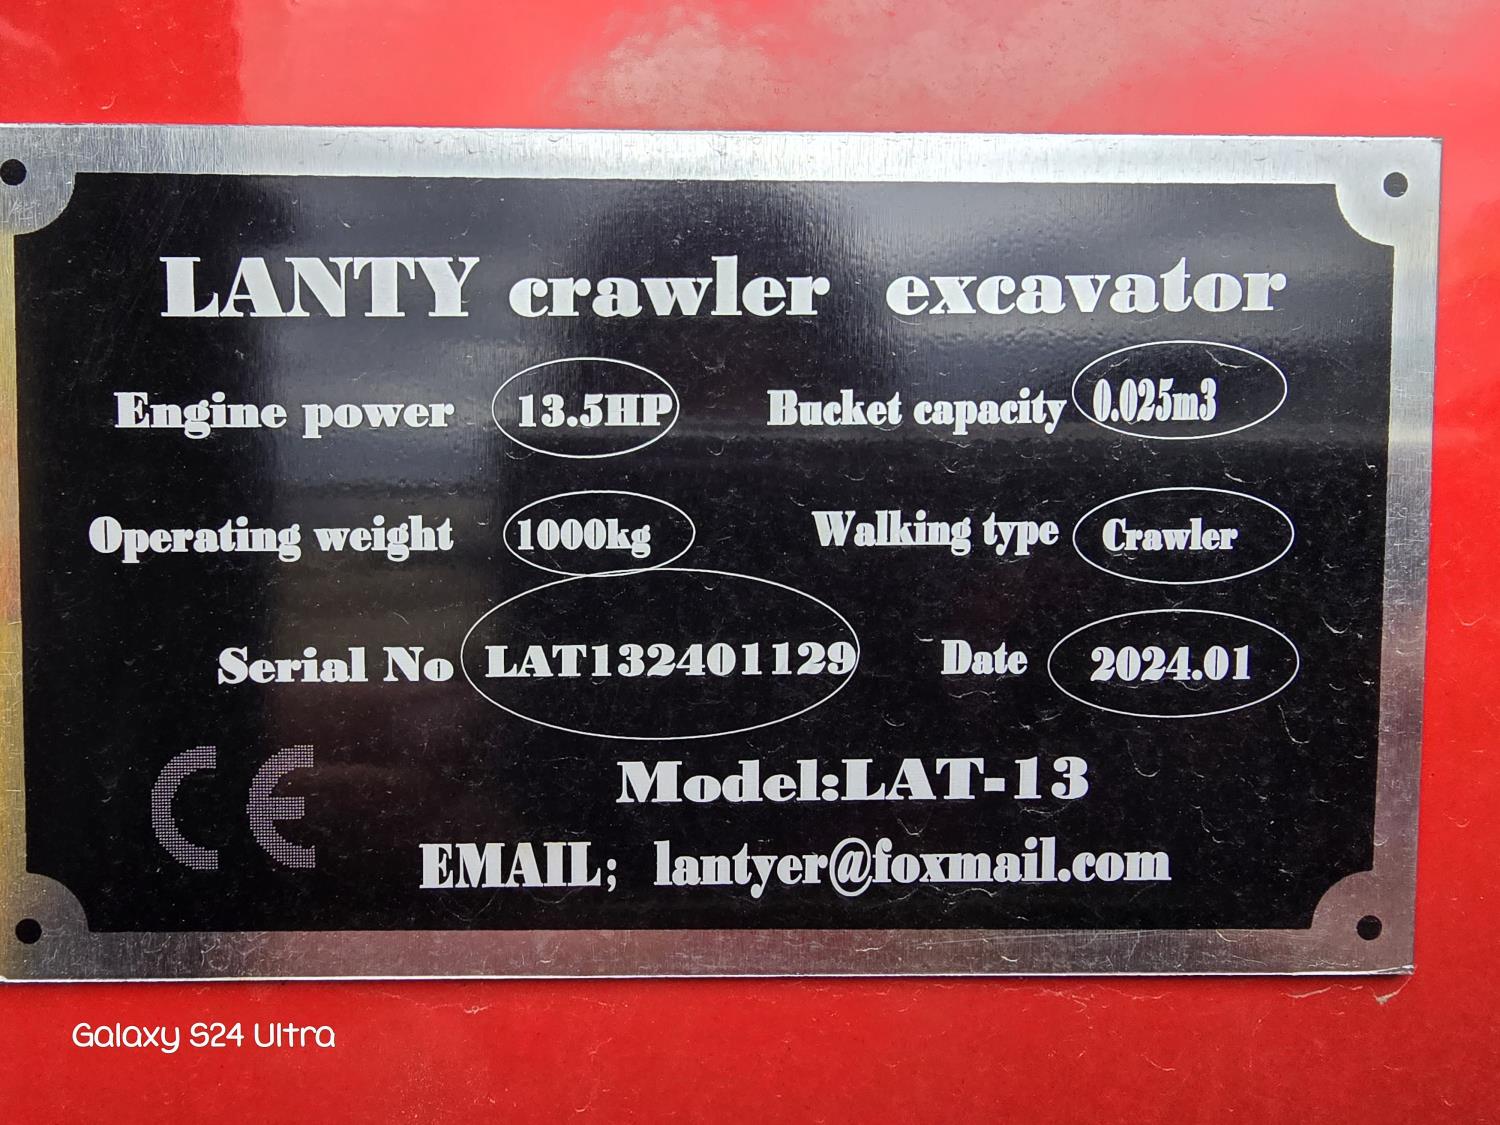 LANTY crawler excavator
Engine power 13.5HP Bucket capacity 0.025m3
Operating weight 1000kg Walking type Crawler
Serial No LAT132401129 Date 2024.01
CE
Model:LAT-13
EMAIL; lantyer@foxmail.com
Galaxy S24 Ultra